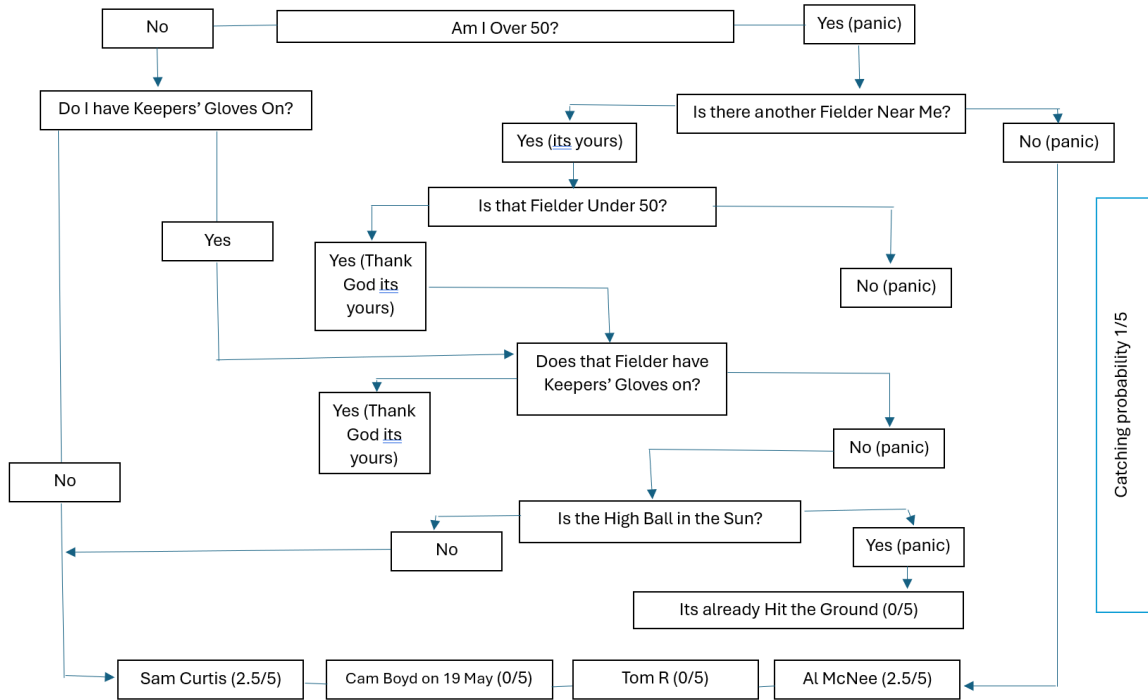 No
Am I Over 50?
Yes (panic)
Do I have Keepers’ Gloves On?
Is there another Fielder Near Me?
Yes (its yours)
No (panic)
Is that Fielder Under 50?
Yes
Yes (Thank
God its
yours)
No (panic)
Does that Fielder have
Keepers’ Gloves on?
Yes (Thank
God its
yours)
No (panic)
No
Is the High Ball in the Sun?
No
Yes (panic)
Its already Hit the Ground (0/5)
Sam Curtis (2.5/5)
Cam Boyd on 19 May (0/5)
Tom R (0/5)
Al McNee (2.5/5)
Catching probability 1/5